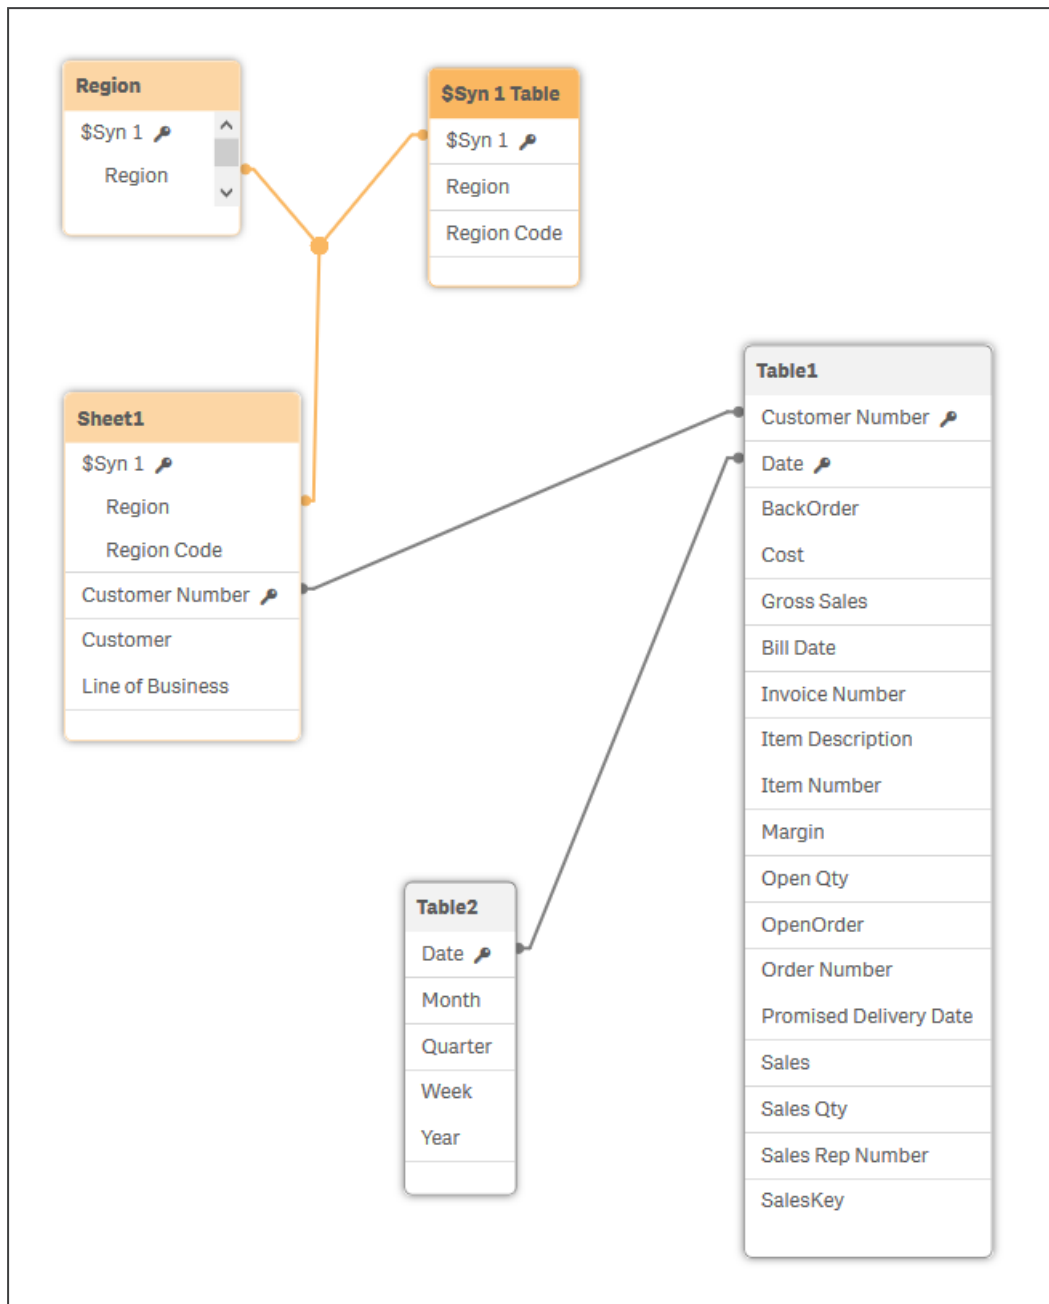 Region
$Syn 1
Region
$Syn 1 Table
$Syn 1
Region
Region Code
Sheet1
$Syn 1
Region
Region Code
Customer Number
Customer
Line of Business
Table1
Customer Number
Date
BackOrder
Cost
Gross Sales
Bill Date
Invoice Number
Item Description
Item Number
Margin
Open Qty
OpenOrder
Order Number
Promised Delivery Date
Sales
Sales Qty
Sales Rep Number
SalesKey
Table2
Date
Month
Quarter
Week
Year